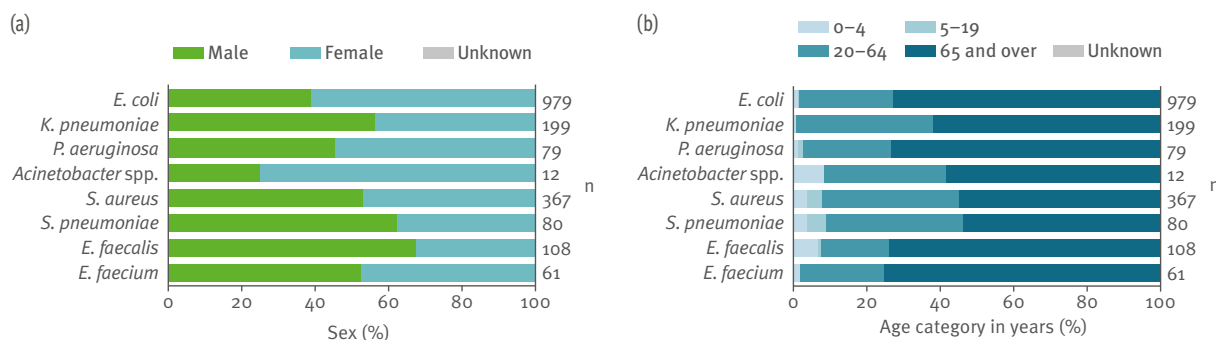 (a)
Male Female Unknown
E. coli 979
K. pneumoniae 199
P. aeruginosa 79
Acinetobacter spp. 12
S. aureus 367
S. pneumoniae 80
E. faecalis 108
E. faecium 61
n
0 20 40 60 80 100
Sex (%)
(b)
0–4 5–19
20–64 65 and over Unknown
E. coli 979
K. pneumoniae 199
P. aeruginosa 79
Acinetobacter spp. 12
S. aureus 367
S. pneumoniae 80
E. faecalis 108
E. faecium 61
n
0 20 40 60 80 100
Age category in years (%)